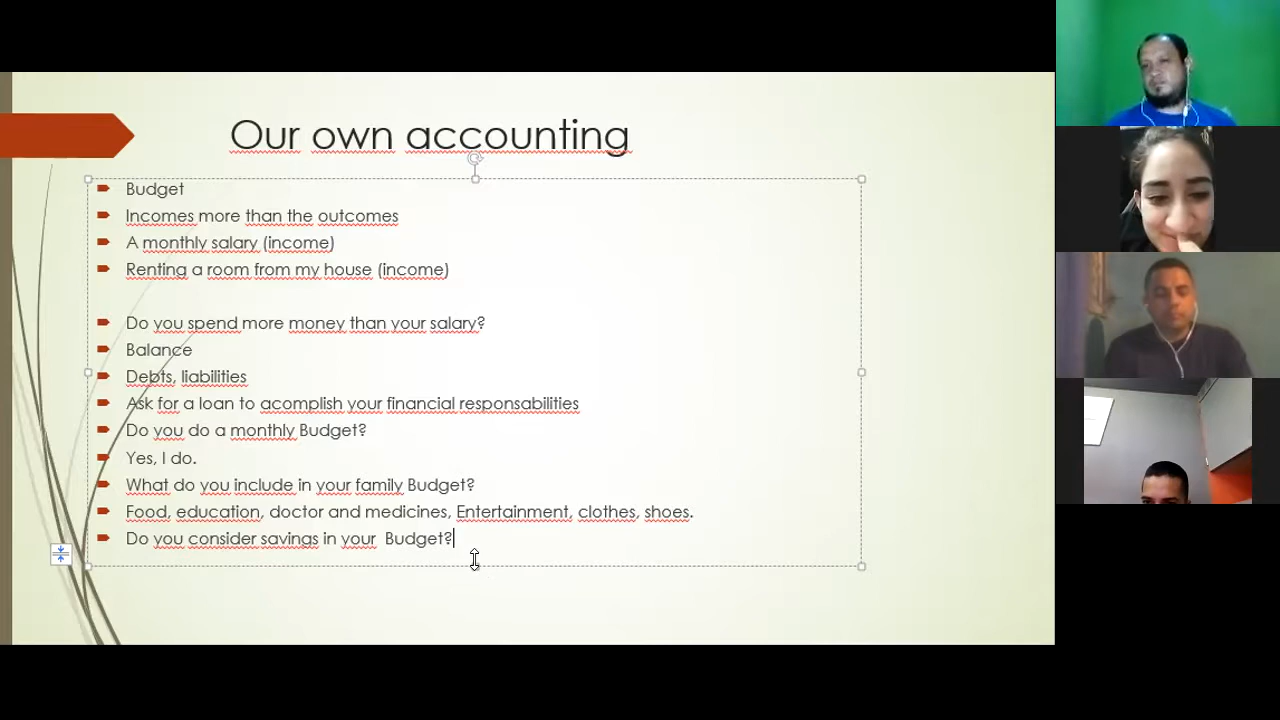 Our own accounting
Budget
Incomes more than the outcomes
A monthly salary (income)
Renting a room from my house (income)
Do you spend more money than your salary?
Balance
Debts, liabilities
Ask for a loan to acomplish your financial responsabilities
Do you do a monthly Budget?
Yes, I do.
What do you include in your family Budget?
Food, education, doctor and medicines, Entertainment, clothes, shoes.
Do you consider savings in your  Budget?